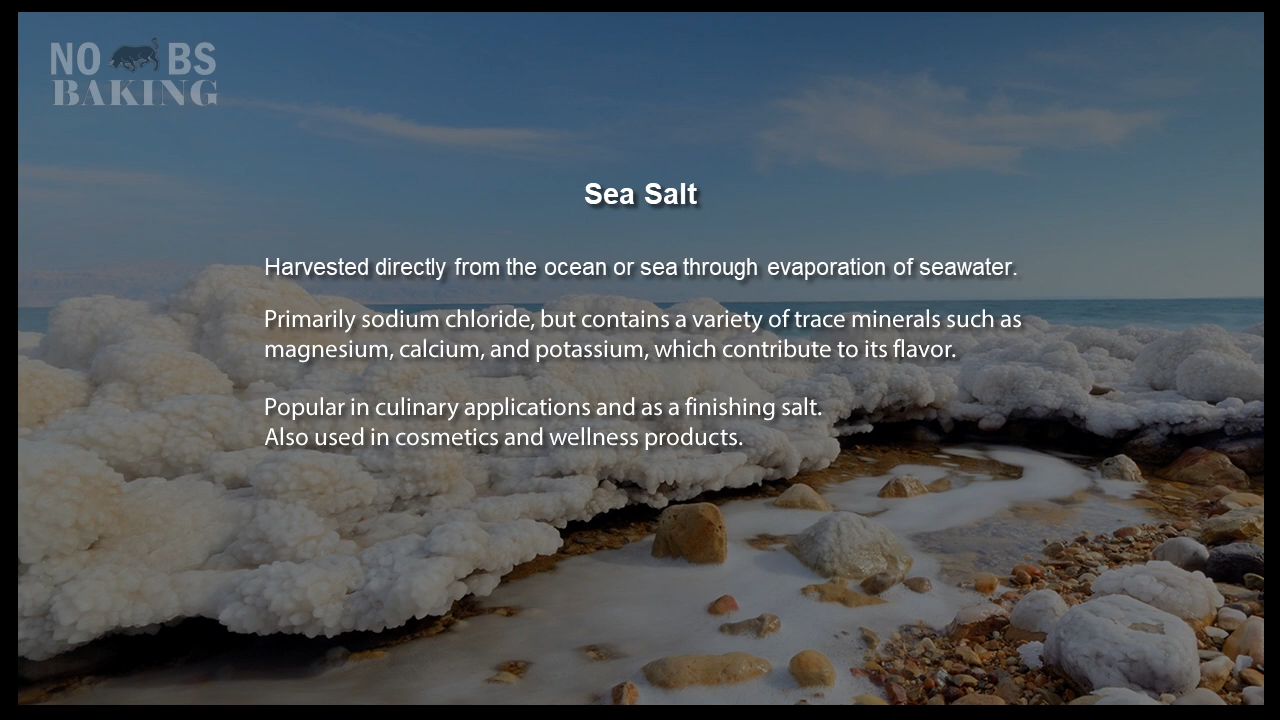 NO BS
BAKING
Sea Salt
Harvested directly from the ocean or sea through evaporation of seawater.
Primarily sodium chloride, but contains a variety of trace minerals such as
magnesium, calcium, and potassium, which contribute to its flavor.
Popular in culinary applications and as a finishing salt.
Also used in cosmetics and wellness products.